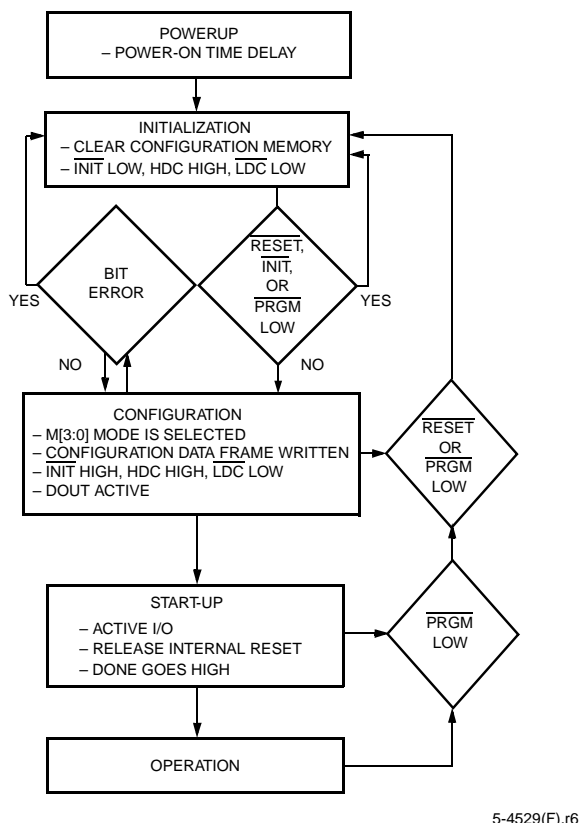 POWERUP
– POWER-ON TIME DELAY
INITIALIZATION
– CLEAR CONFIGURATION MEMORY
– INIT LOW, HDC HIGH, LDC LOW
BIT
ERROR
YES
NO
RESET,
INIT,
OR
PRGM
LOW
YES
NO
CONFIGURATION
– M[3:0] MODE IS SELECTED
– CONFIGURATION DATA FRAME WRITTEN
– INIT HIGH, HDC HIGH, LDC LOW
– DOUT ACTIVE
RESET
OR
PRGM
LOW
START-UP
– ACTIVE I/O
– RELEASE INTERNAL RESET
– DONE GOES HIGH
PRGM
LOW
OPERATION
5-4529(F).r6